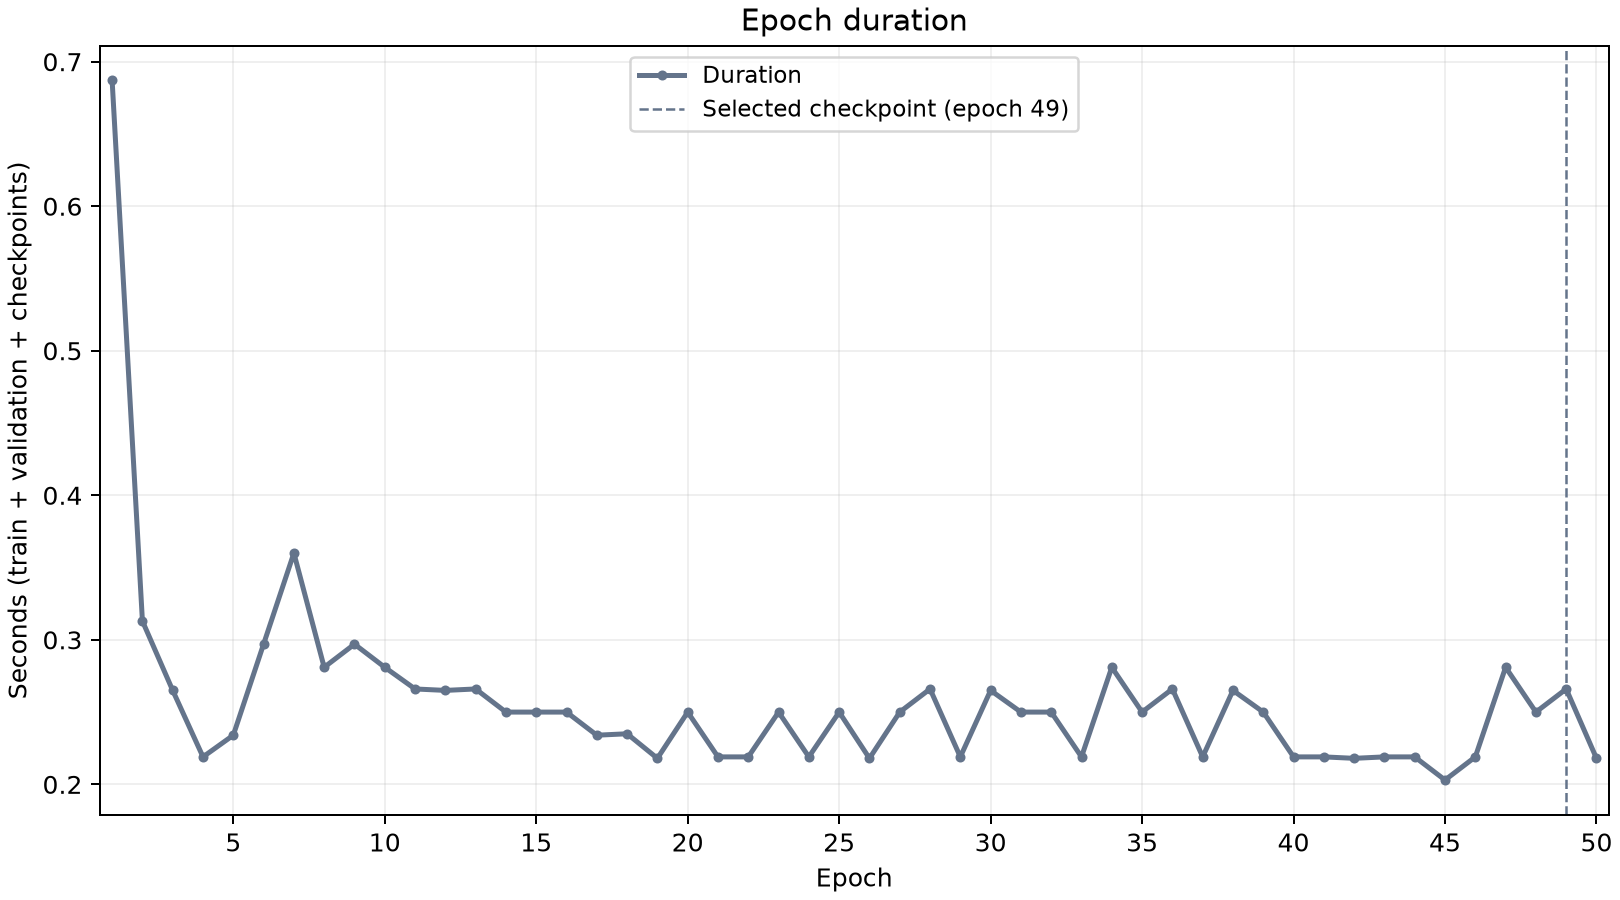 Epoch duration
Duration
Selected checkpoint (epoch 49)
Seconds (train + validation + checkpoints)
0.7
0.6
0.5
0.4
0.3
0.2
5 10 15 20 25 30 35 40 45 50
Epoch